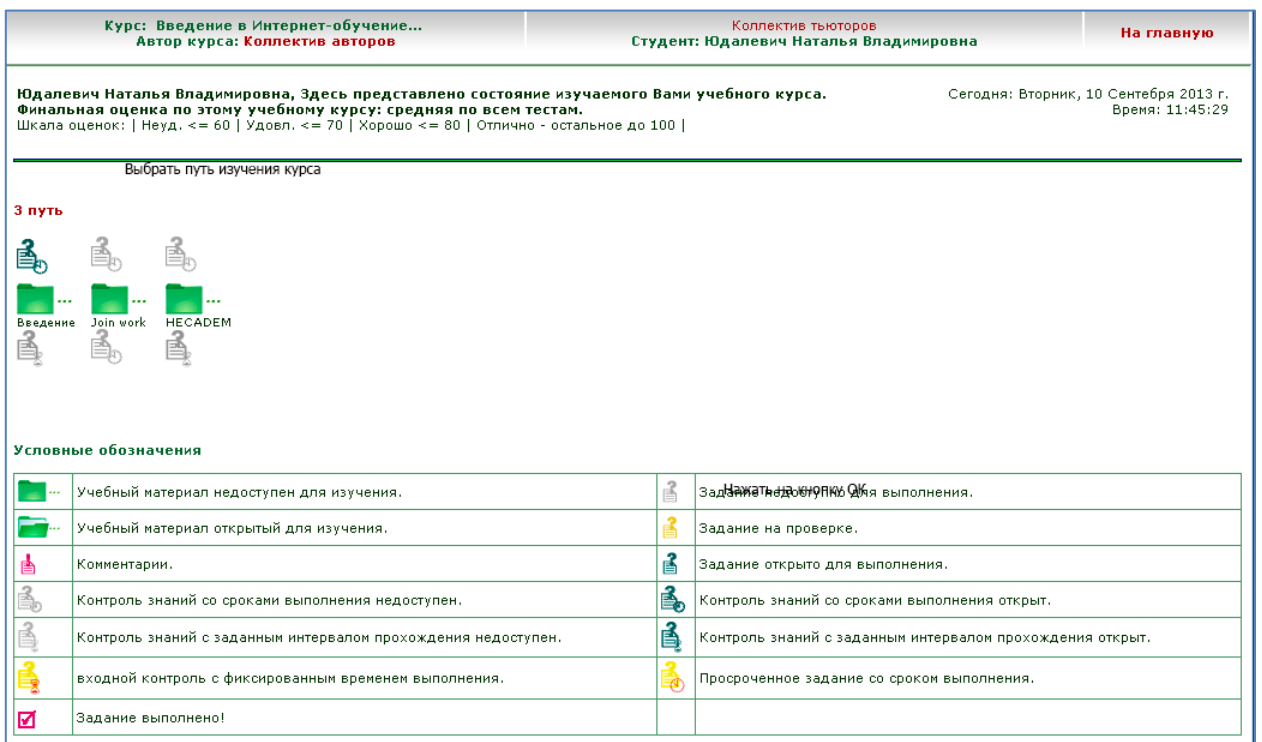 Курс: Введение в Интернет-обучение...
Автор курса: Коллектив авторов
Коллектив тьюторов
Студент: Юдалевич Наталья Владимировна
На главную
Юдалевич Наталья Владимировна, Здесь представлено состояние изучаемого Вами учебного курса.
Финальная оценка по этому учебному курсу: средняя по всем тестам.
Шкала оценок: | Неуд. <= 60 | Удовл. <= 70 | Хорошо <= 80 | Отлично - остальное до 100 |
Сегодня: Вторник, 10 Сентября 2013 г.
Время: 11:45:29
Выбрать путь изучения курса
3 путь
Введение
Join work
HECADEM
Условные обозначения
Учебный материал недоступен для изучения.
Задание недоступно для выполнения.
Нажать на кнопку ОК
Учебный материал открытый для изучения.
Задание на проверке.
Комментарии.
Задание открыто для выполнения.
Контроль знаний со сроками выполнения недоступен.
Контроль знаний со сроками выполнения открыт.
Контроль знаний с заданным интервалом прохождения недоступен.
Контроль знаний с заданным интервалом прохождения открыт.
входной контроль с фиксированным временем выполнения.
Просроченное задание со сроком выполнения.
Задание выполнено!